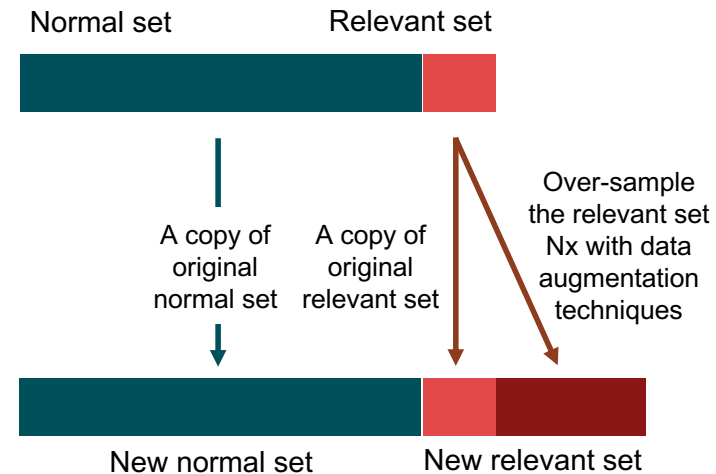 Normal set
Relevant set
A copy of
original
normal set
A copy of
original
relevant set
Over-sample
the relevant set
Nx with data
augmentation
techniques
New normal set
New relevant set